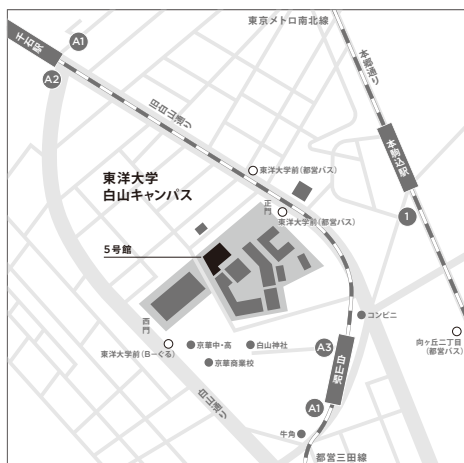 東京メトロ南北線
本郷通り
千石駅
A1
A2
旧白山通り
本駒込駅
東洋大学前(都営バス)
東洋大学
白山キャンパス
正門
東洋大学前(都営バス)
1
5号館
コンビニ
西門
東洋大学前(B−ぐる)
京華中・高
白山神社
京華商業校
A3
白山駅
向ヶ丘二丁目
(都営バス)
白山通り
A1
牛角
都営三田線